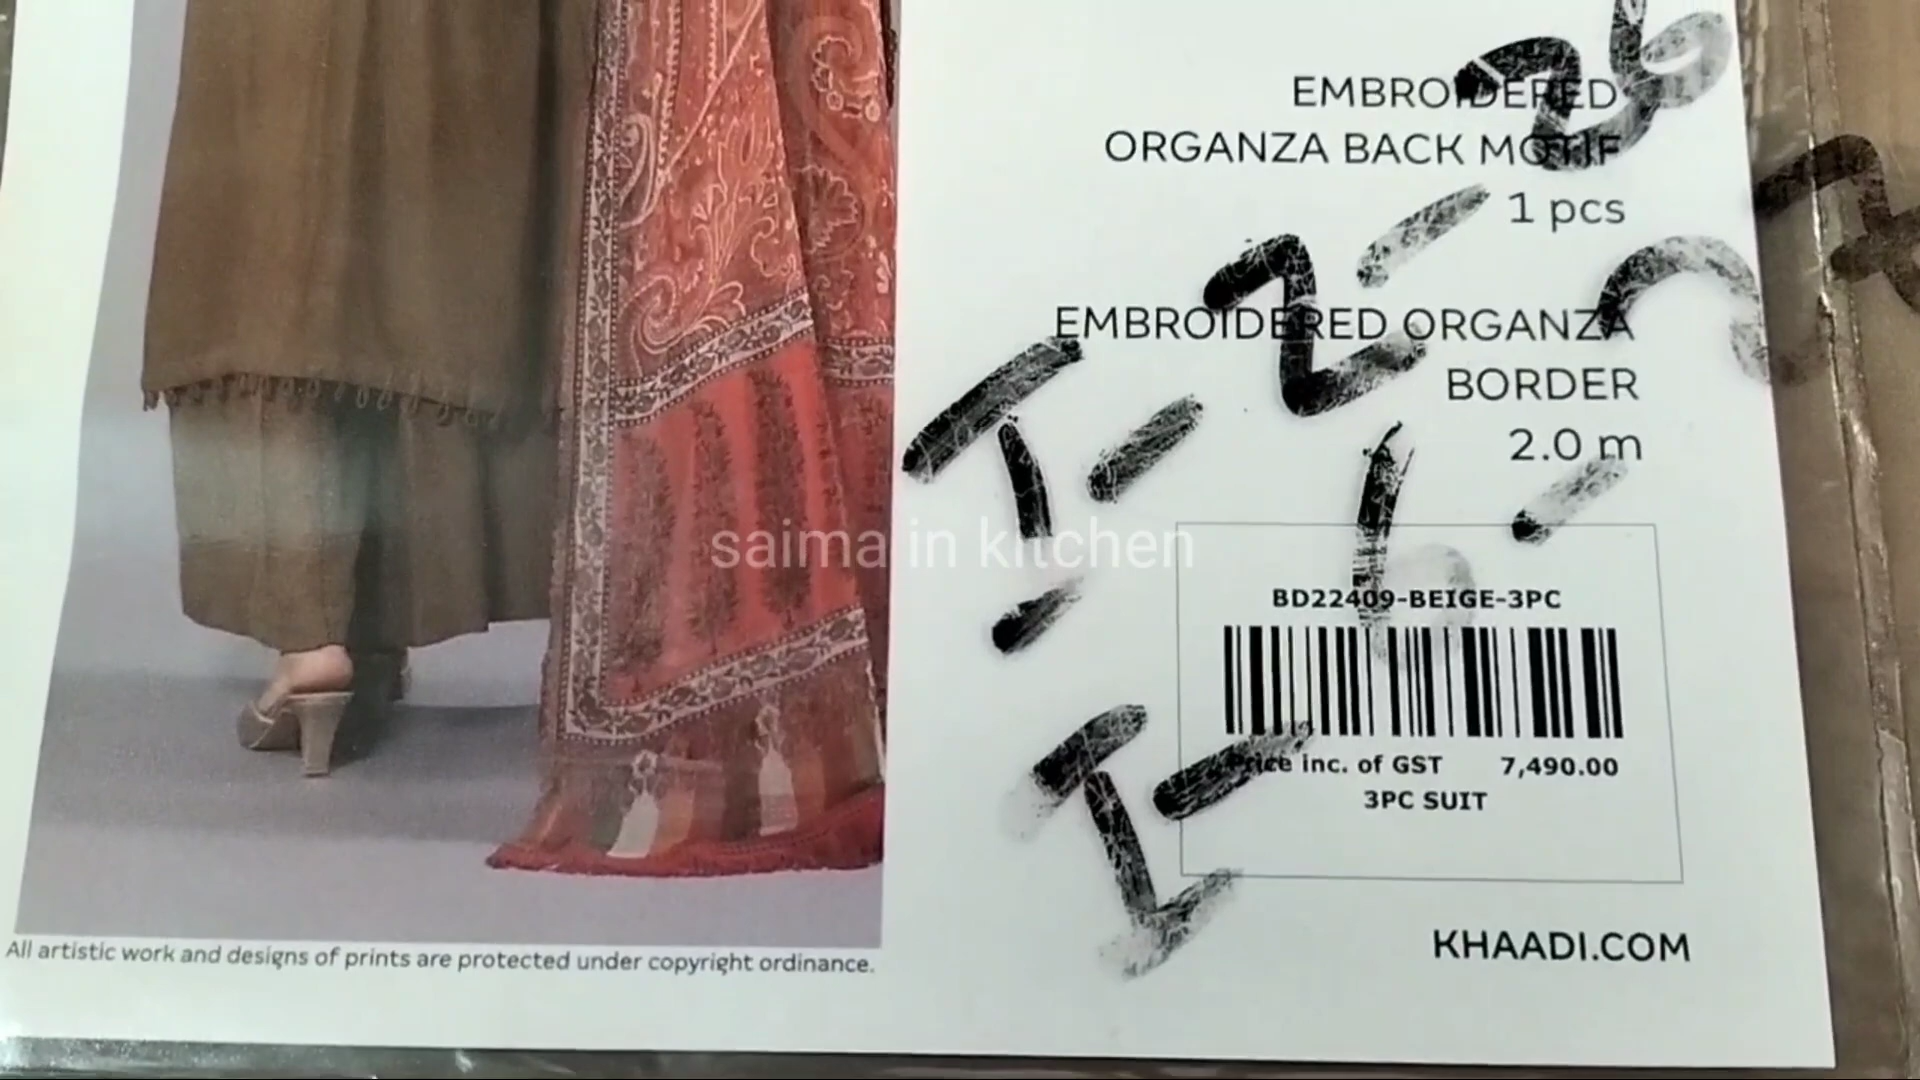 EMBROIDERED
ORGANZA BACK MOTIF
1 pcs
EMBROIDERED ORGANZA
BORDER
2.0 m
saima in kitchen
BD22409-BEIGE-3PC
Price inc. of GST 7,490.00
3PC SUIT
KHAADI.COM
All artistic work and designs of prints are protected under copyright ordinance.